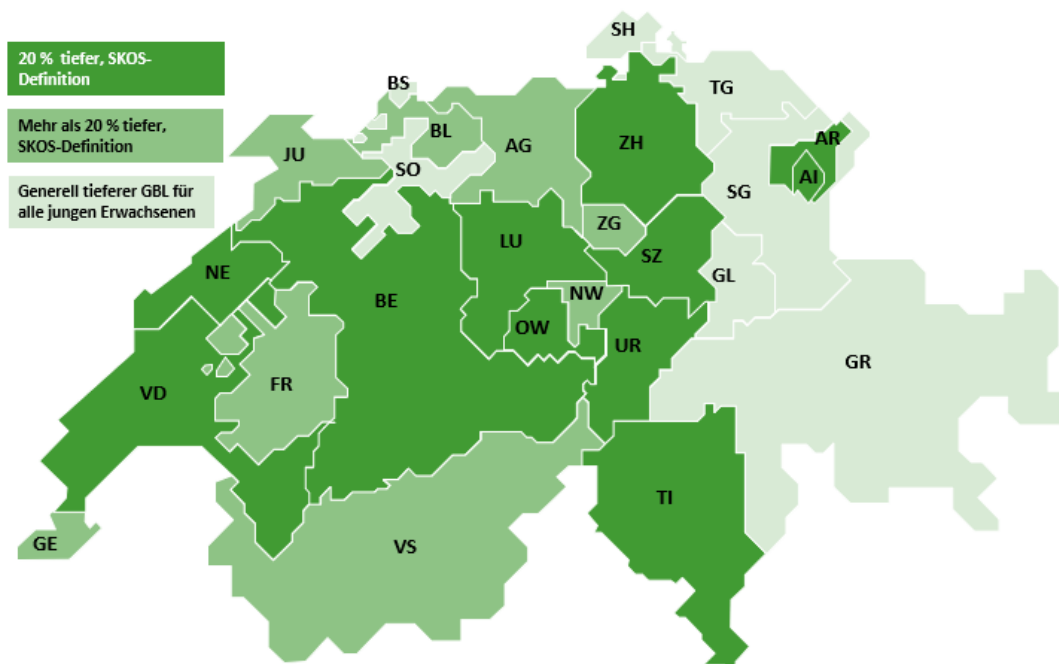 20 % tiefer, SKOS-
Definition
Mehr als 20 % tiefer,
SKOS-Definition
Generell tieferer GBL für
alle jungen Erwachsenen
SH
BS
TG
BL
AG
ZH
AR
JU
SO
AI
SG
ZG
LU
SZ
NE
GL
BE
NW
OW
UR
GR
VD
FR
TI
GE
VS